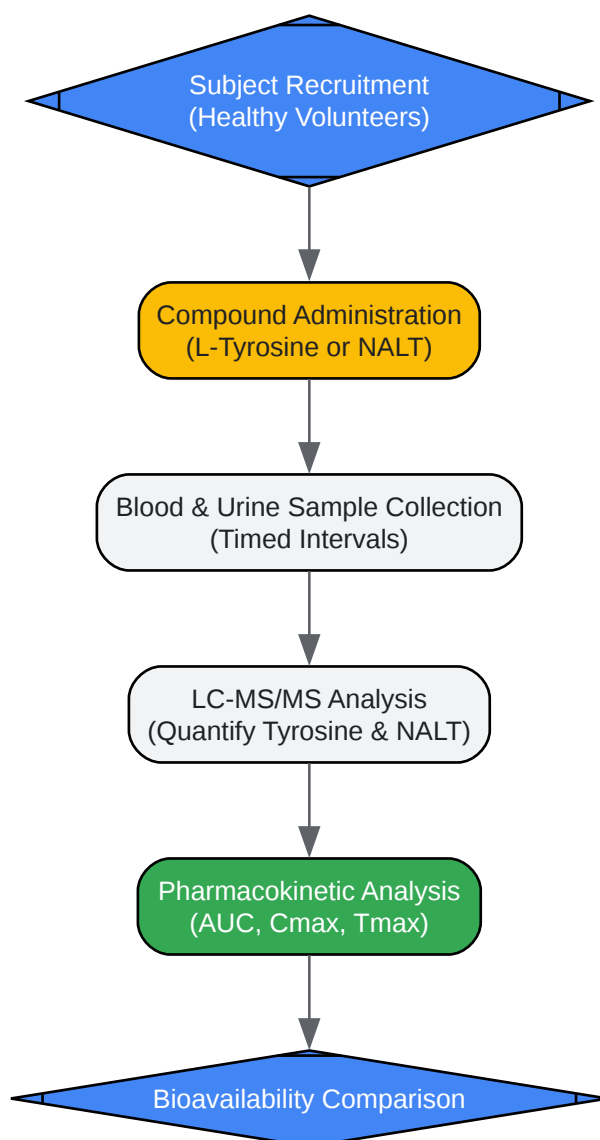 Subject Recruitment
(Healthy Volunteers)
Compound Administration
(L-Tyrosine or NALT)
Blood & Urine Sample Collection
(Timed Intervals)
LC-MS/MS Analysis
(Quantify Tyrosine & NALT)
Pharmacokinetic Analysis
(AUC, Cmax, Tmax)
Bioavailability Comparison